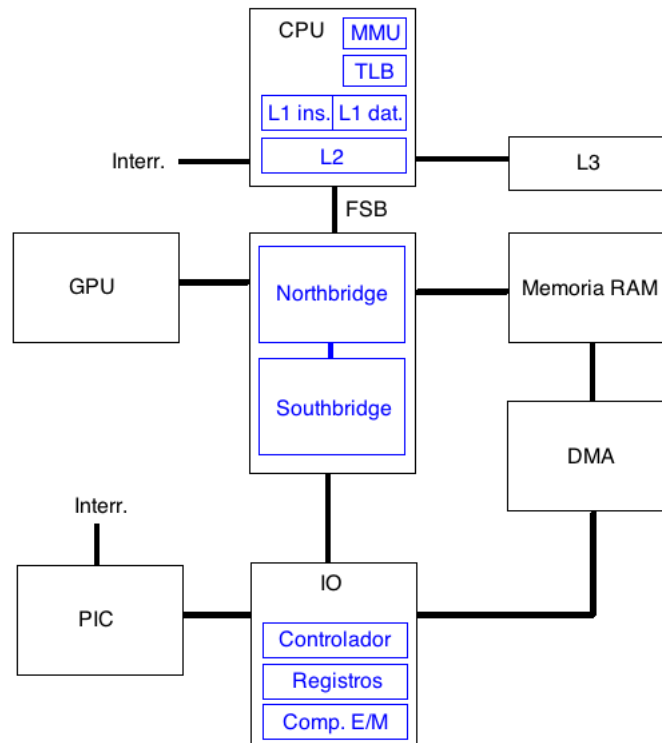 CPU
MMU
TLB
L1 ins.
L1 dat.
L2
Interr.
L3
FSB
GPU
Northbridge
Memoria RAM
Southbridge
DMA
Interr.
PIC
IO
Controlador
Registros
Comp. E/M